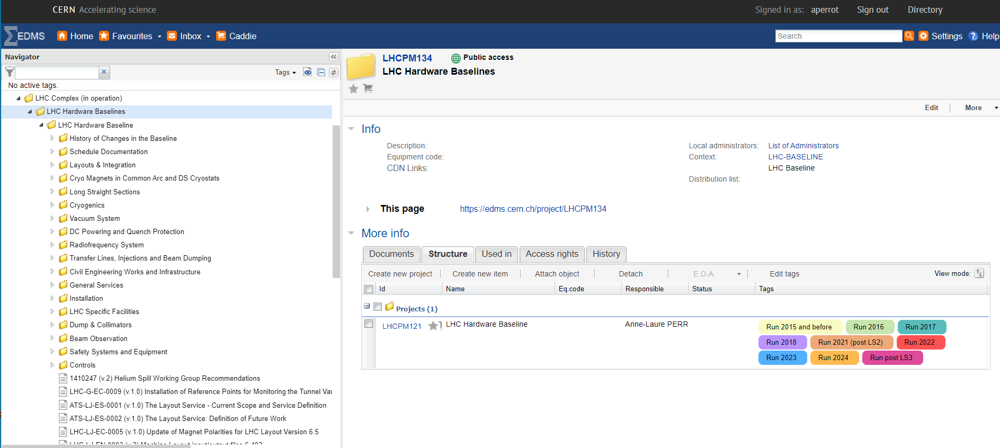 CERN Accelerating science
Signed in as: aperrot Sign out Directory
EDMS Home Favourites Inbox Caddie
Search Settings Help
Navigator
Tags
No active tags.
LHC Complex (in operation)
LHC Hardware Baselines
LHC Hardware Baseline
History of Changes in the Baseline
Schedule Documentation
Layouts & Integration
Cryo Magnets in Common Arc and DS Cryostats
Long Straight Sections
Cryogenics
Vacuum System
DC Powering and Quench Protection
Radiofrequency System
Transfer Lines, Injections and Beam Dumping
Civil Engineering Works and Infrastructure
General Services
Installation
LHC Specific Facilities
Dump & Collimators
Beam Observation
Safety Systems and Equipment
Controls
1410247 (v.2) Helium Spill Working Group Recommendations
LHC-G-EC-0009 (v.1.0) Installation of Reference Points for Monitoring the Tunnel Vau
ATS-LJ-ES-0001 (v.1.0) The Layout Service - Current Scope and Service Definition
ATS-LJ-ES-0002 (v.1.0) The Layout Service: Definition of Future Work
LHC-LJ-EC-0005 (v.1.0) Update of Magnet Polarities for LHC Layout Version 6.5
LHCPM134 Public access
LHC Hardware Baselines
Edit More
Info
Description:
Equipment code:
CDN Links:
Local administrators: List of Administrators
Context: LHC-BASELINE
LHC Baseline
Distribution list:
This page https://edms.cern.ch/project/LHCPM134
More info
Documents Structure Used in Access rights History
Create new project Create new item Attach object Detach E.D.A. Edit tags View mode:
Id Name Eq.code Responsible Status Tags
Projects (1)
LHCPM121 LHC Hardware Baseline Anne-Laure PERR
Run 2015 and before Run 2016 Run 2017
Run 2018 Run 2021 (post LS2) Run 2022
Run 2023 Run 2024 Run post LS3